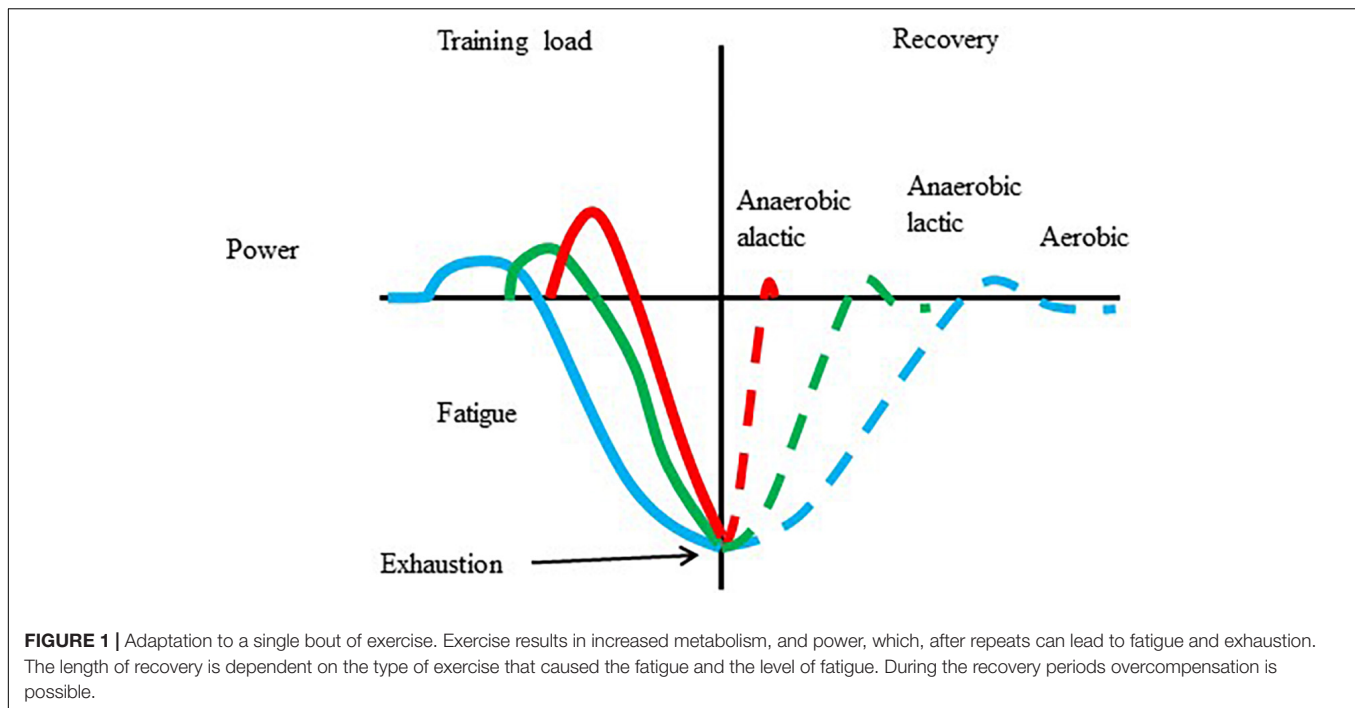 Training load
Recovery
Anaerobic
alactic
Anaerobic
lactic
Aerobic
Power
Fatigue
Exhaustion
FIGURE 1 | Adaptation to a single bout of exercise. Exercise results in increased metabolism, and power, which, after repeats can lead to fatigue and exhaustion.
The length of recovery is dependent on the type of exercise that caused the fatigue and the level of fatigue. During the recovery periods overcompensation is
possible.